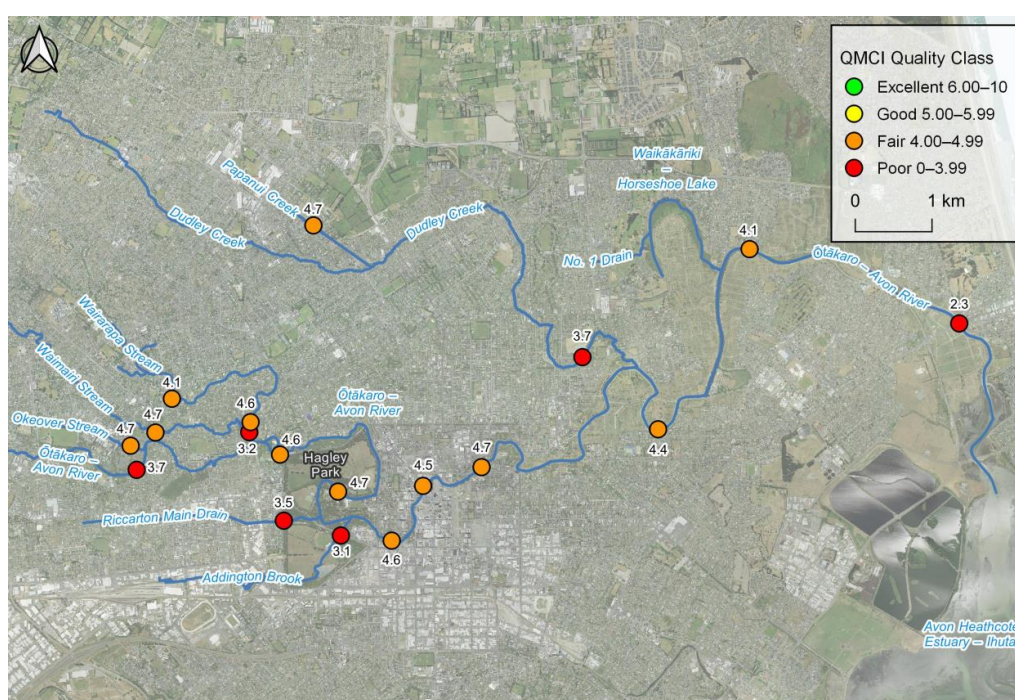 QMCI Quality Class
Excellent 6.00–10
Good 5.00–5.99
Fair 4.00–4.99
Poor 0–3.99
0 1 km
Waikākāriki
–
Horseshoe Lake
Papanui Creek
4.7
Dudley Creek
Dudley Creek
No. 1 Drain
4.1
Ōtākaro – Avon River
2.3
3.7
Wairarapa Stream
Waimairi Stream
4.1
Okeover Stream
4.7
4.7
4.6
3.2
Ōtākaro –
Avon River
3.7
Ōtākaro –
Avon River
4.6
Hagley
Park
4.7
4.5
4.7
4.4
3.5
Riccarton Main Drain
3.1
4.6
Addington Brook
Avon Heathcote
Estuary – Ihuta